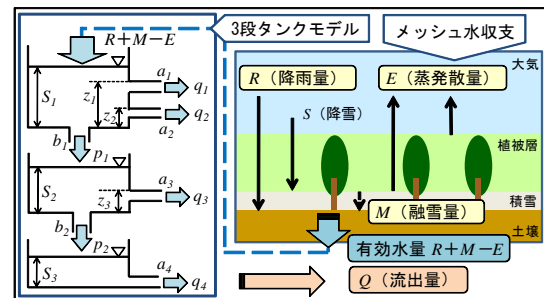 3段タンクモデル
メッシュ水収支
R+M−E
S1
z1
z2
a1
q1
q2
a2
b1
p1
S2
z3
a3
q3
b2
p2
S3
a4
q4
大気
R（降雨量）
E（蒸発散量）
S（降雪）
植被層
積雪
M（融雪量）
土壌
有効水量 R+M−E
Q（流出量）